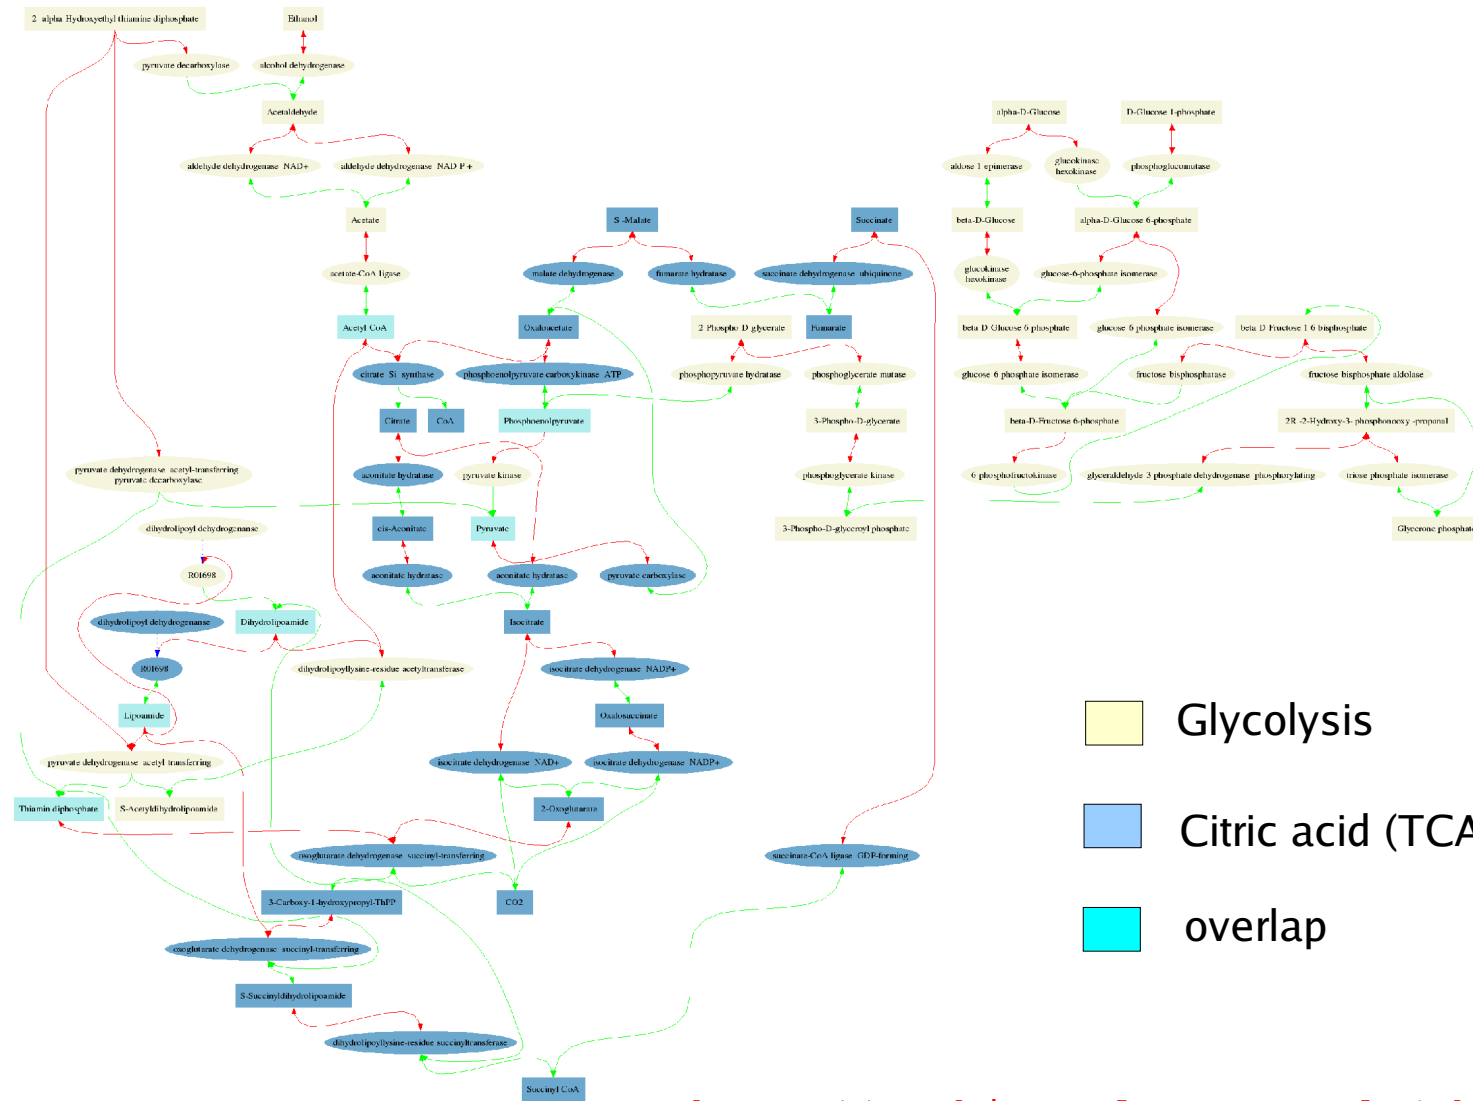 2 alpha Hydroxyethyl thiamine diphosphate
Ethanol
pyruvate decarboxylase
alcohol dehydrogenase
Acetaldehyde
alpha-D-Glucose
D-Glucose 1-phosphate
aldehyde dehydrogenase NAD+
aldehyde dehydrogenase NAD P +
aldose 1 epimerase
glucokinase
hexokinase
phosphoglucomutase
Acetate
S -Malate
Succinate
beta-D-Glucose
alpha-D-Glucose 6-phosphate
acetate-CoA ligase
malate dehydrogenase
fumarate hydratase
succinate dehydrogenase ubiquinone
glucokinase
hexokinase
glucose-6-phosphate isomerase
Acetyl CoA
Oxaloacetate
2 Phospho D glycerate
Fumarate
beta D Glucose 6 phosphate
glucose 6 phosphate isomerase
beta D Fructose 1 6 bisphosphate
citrate Si synthase
phosphoenolpyruvate carboxykinase ATP
phosphopyruvate hydratase
phosphoglycerate mutase
glucose 6 phosphate isomerase
fructose bisphosphatase
fructose bisphosphate aldolase
Citrate
CoA
Phosphoenolpyruvate
3-Phospho-D-glycerate
beta-D-Fructose 6-phosphate
2R -2-Hydroxy-3- phosphonooxy -propanal
pyruvate dehydrogenase acetyl-transferring
pyruvate decarboxylase
aconitate hydratase
pyruvate kinase
phosphoglycerate kinase
6 phosphofructokinase
glyceraldehyde 3 phosphate dehydrogenase phosphorylating
triose phosphate isomerase
dihydrolipoyl dehydrogenanse
cis-Aconitate
Pyruvate
3-Phospho-D-glyceroyl phosphate
Glycerone phosphate
R01698
aconitate hydratase
aconitate hydratase
pyruvate carboxylase
dihydrolipoyl dehydrogenanse
Dihydrolipoamide
Isocitrate
R01698
dihydrolipoyllysine-residue acetyltransferase
isocitrate dehydrogenase NADP+
Lipoamide
Oxalosuccinate
Glycolysis
pyruvate dehydrogenase acetyl transferring
isocitrate dehydrogenase NAD+
isocitrate dehydrogenase NADP+
Thiamin diphosphate
S-Acetyldihydrolipoamide
2-Oxoglutarate
Citric acid (TCA
oxoglutarate dehydrogenase succinyl-transferring
succinate-CoA ligase GDP-forming
3-Carboxy-1-hydroxypropyl-ThPP
CO2
overlap
oxoglutarate dehydrogenase succinyl-transferring
S-Succinyldihydrolipoamide
dihydrolipoyllysine-residue succinyltransferase
Succinyl CoA